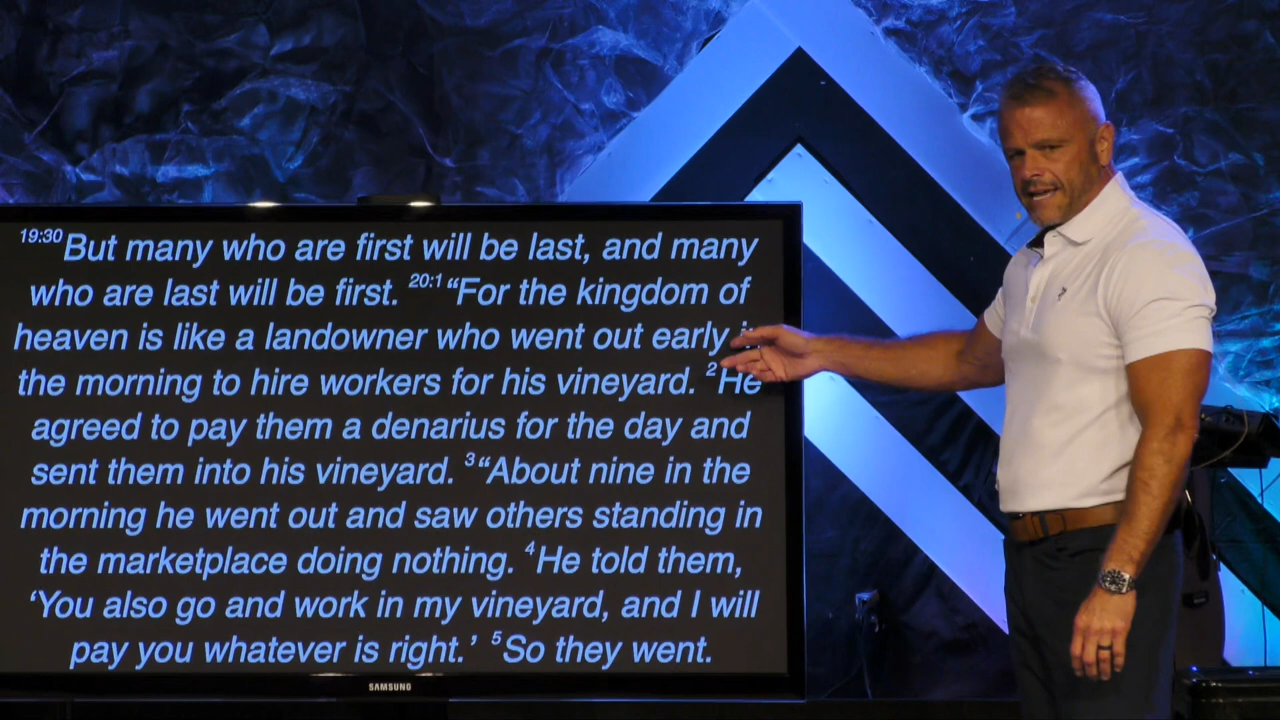 19:30 But many who are first will be last, and many
who are last will be first. 20:1 “For the kingdom of
heaven is like a landowner who went out early
the morning to hire workers for his vineyard. 2 He
agreed to pay them a denarius for the day and
sent them into his vineyard. 3 “About nine in the
morning he went out and saw others standing in
the marketplace doing nothing. 4 He told them,
‘You also go and work in my vineyard, and I will
pay you whatever is right.’ 5 So they went.
SAMSUNG